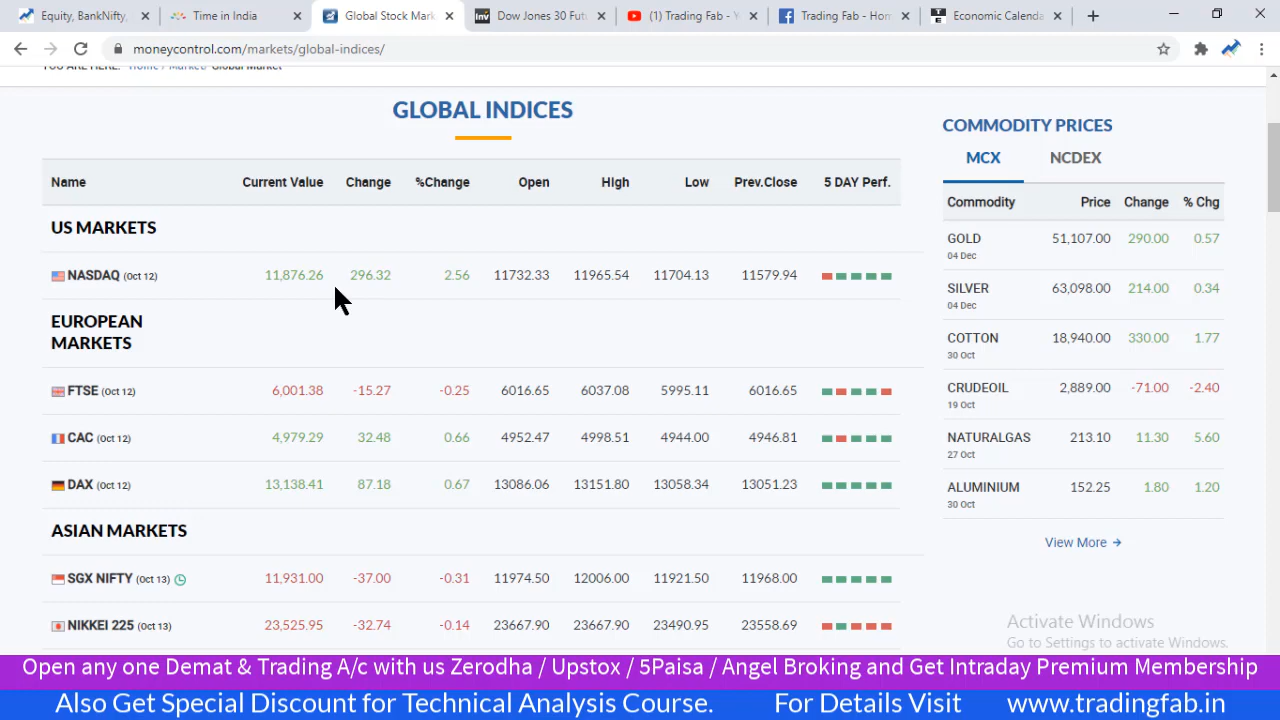 Equity, BankNifty,
Time in India
Global Stock Mark
Dow Jones 30 Futu
(1) Trading Fab - Y
Trading Fab - Hom
Economic Calenda
moneycontrol.com/markets/global-indices/
YOU ARE HERE: Home / Market / Global Market
GLOBAL INDICES
Name Current Value Change %Change Open High Low Prev.Close 5 DAY Perf.
US MARKETS
NASDAQ (Oct 12) 11,876.26 296.32 2.56 11732.33 11965.54 11704.13 11579.94
EUROPEAN
MARKETS
FTSE (Oct 12) 6,001.38 -15.27 -0.25 6016.65 6037.08 5995.11 6016.65
CAC (Oct 12) 4,979.29 32.48 0.66 4952.47 4998.51 4944.00 4946.81
DAX (Oct 12) 13,138.41 87.18 0.67 13086.06 13151.80 13058.34 13051.23
ASIAN MARKETS
SGX NIFTY (Oct 13) 11,931.00 -37.00 -0.31 11974.50 12006.00 11921.50 11968.00
NIKKEI 225 (Oct 13) 23,525.95 -32.74 -0.14 23667.90 23667.90 23490.95 23558.69
COMMODITY PRICES
MCX NCDEX
Commodity Price Change % Chg
GOLD 51,107.00 290.00 0.57
04 Dec
SILVER 63,098.00 214.00 0.34
04 Dec
COTTON 18,940.00 330.00 1.77
30 Oct
CRUDEOIL 2,889.00 -71.00 -2.40
19 Oct
NATURALGAS 213.10 11.30 5.60
27 Oct
ALUMINIUM 152.25 1.80 1.20
30 Oct
View More
Activate Windows
Go to Settings to activate Windows.
Open any one Demat & Trading A/c with us Zerodha / Upstox / 5Paisa / Angel Broking and Get Intraday Premium Membership
Also Get Special Discount for Technical Analysis Course. For Details Visit www.tradingfab.in